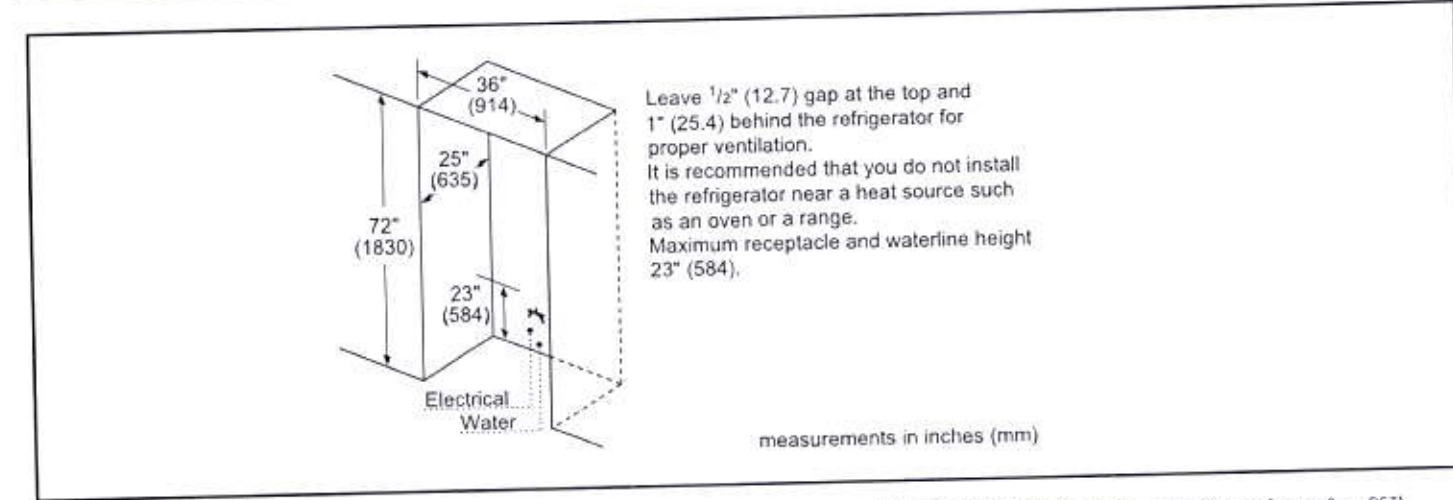 36"
(914)
25"
(635)
72"
(1830)
23"
(584)
Electrical
Water
Leave 1/2" (12.7) gap at the top and
1" (25.4) behind the refrigerator for
proper ventilation.
It is recommended that you do not install
the refrigerator near a heat source such
as an oven or a range.
Maximum receptacle and waterline height
23" (584).
measurements in inches (mm)